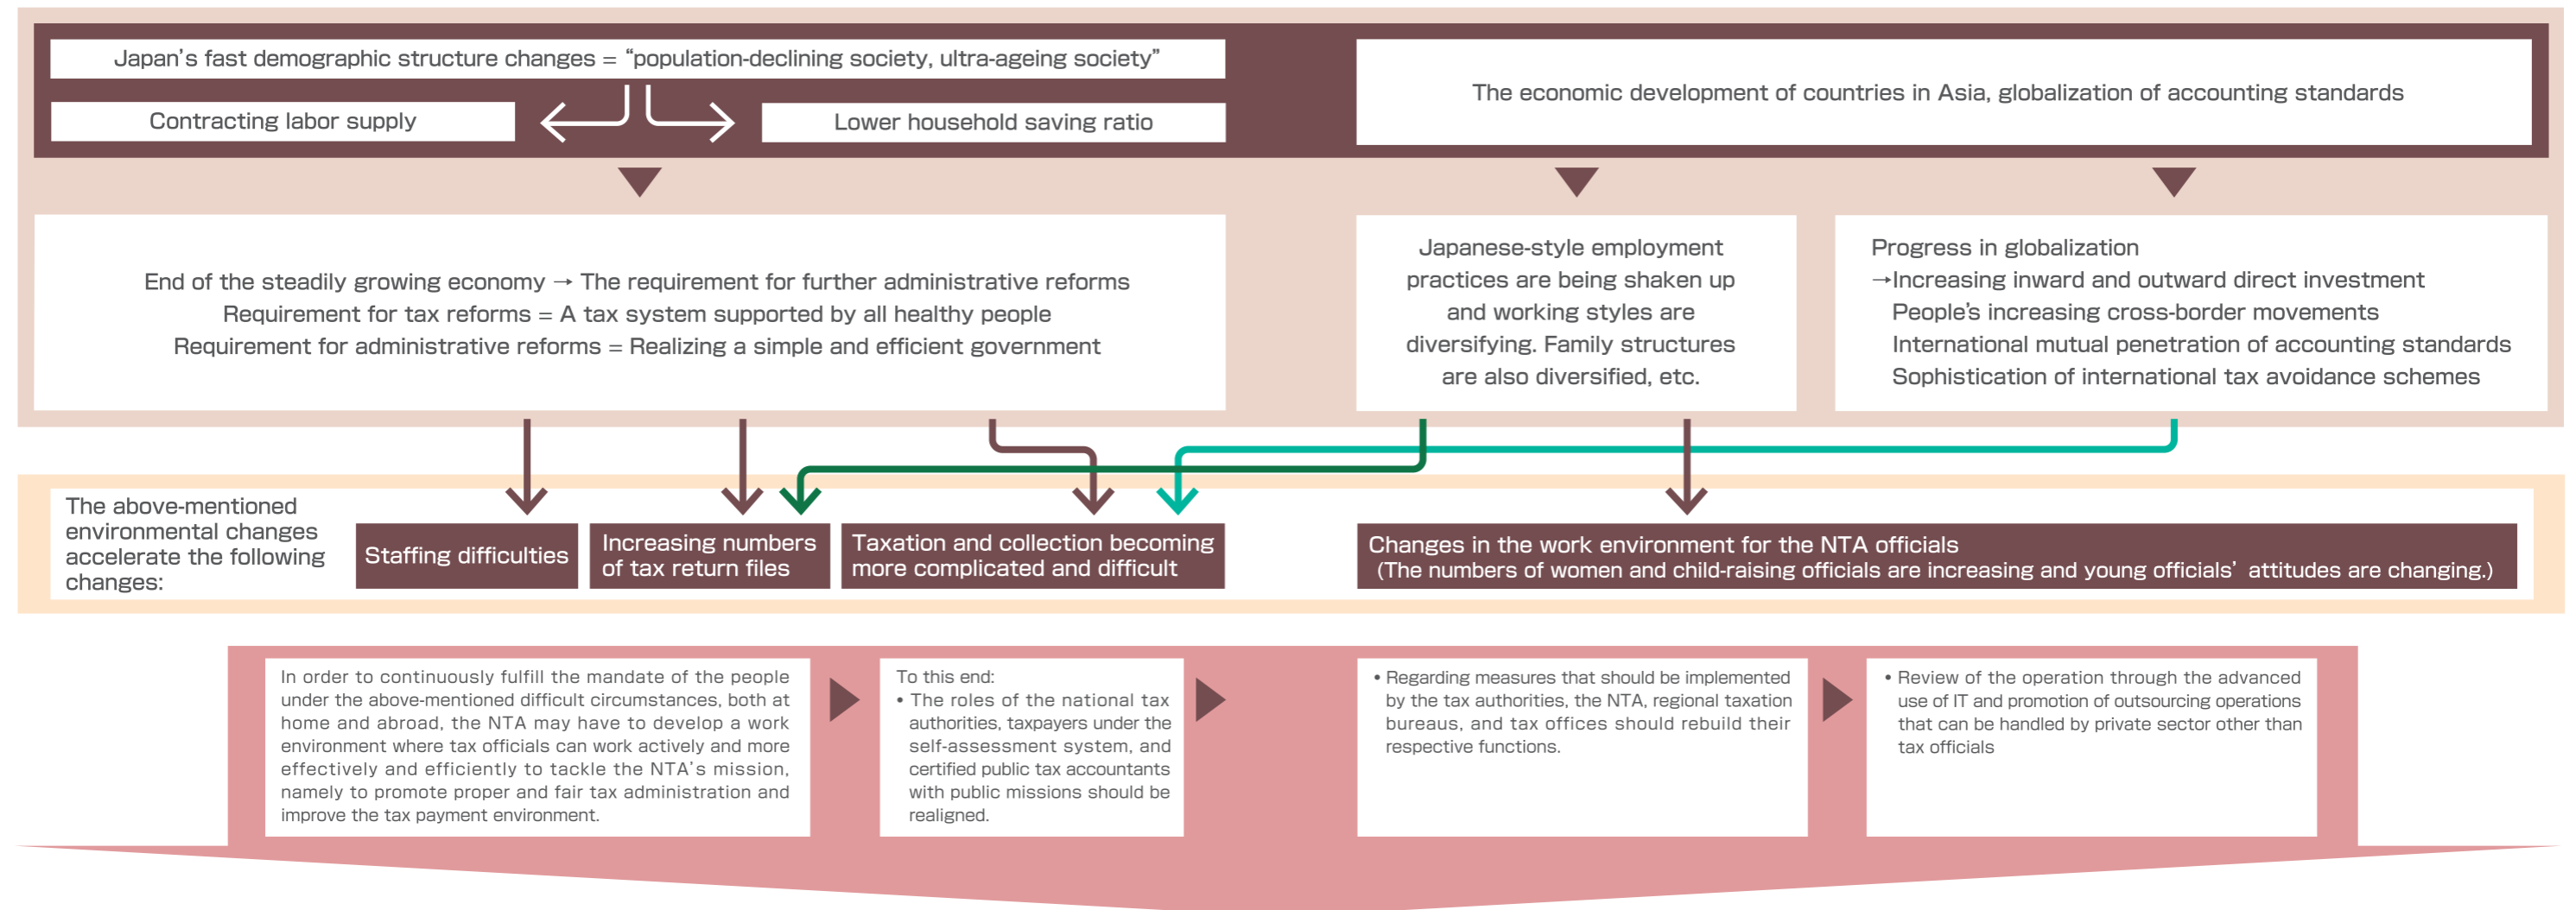 Japan's fast demographic structure changes = “population-declining society, ultra-ageing society”
Contracting labor supply
Lower household saving ratio
The economic development of countries in Asia, globalization of accounting standards
End of the steadily growing economy → The requirement for further administrative reforms
Requirement for tax reforms = A tax system supported by all healthy people
Requirement for administrative reforms = Realizing a simple and efficient government
Japanese-style employment
practices are being shaken up
and working styles are
diversifying. Family structures
are also diversified, etc.
Progress in globalization
→Increasing inward and outward direct investment
People's increasing cross-border movements
International mutual penetration of accounting standards
Sophistication of international tax avoidance schemes
The above-mentioned
environmental changes
accelerate the following
changes:
Staffing difficulties
Increasing numbers
of tax return files
Taxation and collection becoming
more complicated and difficult
Changes in the work environment for the NTA officials
(The numbers of women and child-raising officials are increasing and young officials' attitudes are changing.)
In order to continuously fulfill the mandate of the people
under the above-mentioned difficult circumstances, both at
home and abroad, the NTA may have to develop a work
environment where tax officials can work actively and more
effectively and efficiently to tackle the NTA's mission,
namely to promote proper and fair tax administration and
improve the tax payment environment.
To this end:
• The roles of the national tax
authorities, taxpayers under the
self-assessment system, and
certified public tax accountants
with public missions should be
realigned.
• Regarding measures that should be implemented
by the tax authorities, the NTA, regional taxation
bureaus, and tax offices should rebuild their
respective functions.
• Review of the operation through the advanced
use of IT and promotion of outsourcing operations
that can be handled by private sector other than
tax officials